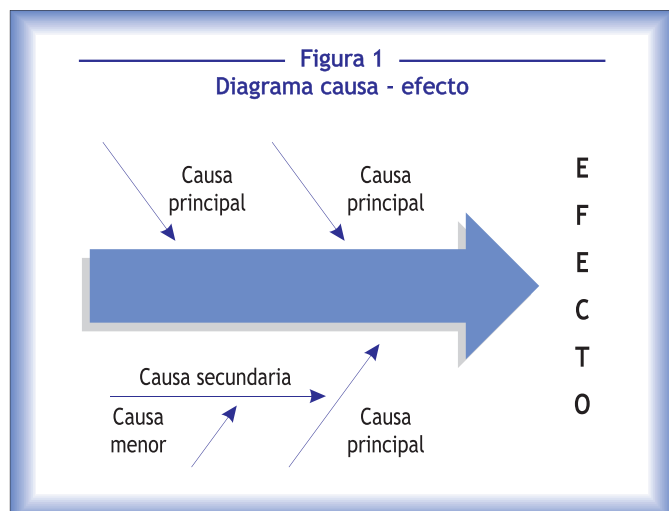 Figura 1
Diagrama causa - efecto
Causa
principal
Causa
principal
E
F
E
C
T
O
Causa secundaria
Causa
menor
Causa
principal